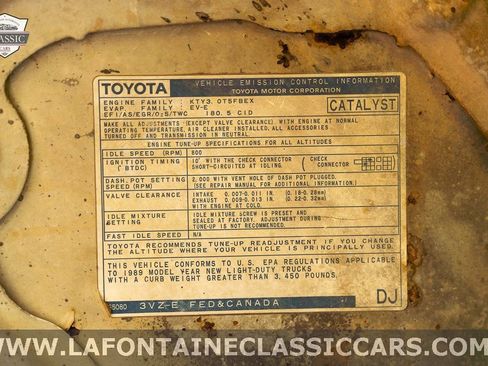 CLASSIC
CARS
TOYOTA
VEHICLE EMISSION CONTROL INFORMATION
TOYOTA MOTOR CORPORATION
ENGINE FAMILY : KTY3.0T5FBEX
EVAP. FAMILY : EV-E
EFI/AS/EGR/O2S/TWC 180.5 CID
CATALYST
MAKE ALL ADJUSTMENTS (EXCEPT VALVE CLEARANCE) WITH ENGINE AT NORMAL
OPERATING TEMPERATURE, AIR CLEANER INSTALLED, ALL ACCESSORIES
TURNED OFF AND TRANSMISSION IN NEUTRAL.
ENGINE TUNE-UP SPECIFICATIONS FOR ALL ALTITUDES
IDLE SPEED (RPM) 800
IGNITION TIMING (°BTDC) 10° WITH THE CHECK CONNECTOR SHORT-CIRCUITED AT IDLING (CHECK CONNECTOR)
DASH.POT SETTING SPEED (RPM) 2,000 WITH VENT HOLE OF DASH POT PLUGGED. (SEE REPAIR MANUAL FOR ADDITIONAL INFORMATION)
VALVE CLEARANCE INTAKE 0.007-0.011 IN. (0.18-0.28mm)
EXHAUST 0.009-0.013 IN. (0.22-0.32mm)
WITH ENGINE AT COLD.
IDLE MIXTURE SETTING IDLE MIXTURE SCREW IS PRESET AND SEALED AT FACTORY. ADJUSTMENT DURING TUNE-UP IS NOT RECOMMENDED.
FAST IDLE SPEED N/A
TOYOTA RECOMMENDS TUNE-UP READJUSTMENT IF YOU CHANGE
THE ALTITUDE WHERE YOUR VEHICLE IS PRINCIPALLY USED.
THIS VEHICLE CONFORMS TO U.S. EPA REGULATIONS APPLICABLE
TO 1989 MODEL YEAR NEW LIGHT-DUTY TRUCKS
WITH A CURB WEIGHT GREATER THAN 3,450 POUNDS.
3VZ-E FED&CANADA DJ
WWW.LAFONTAINECLASSICCARS.COM